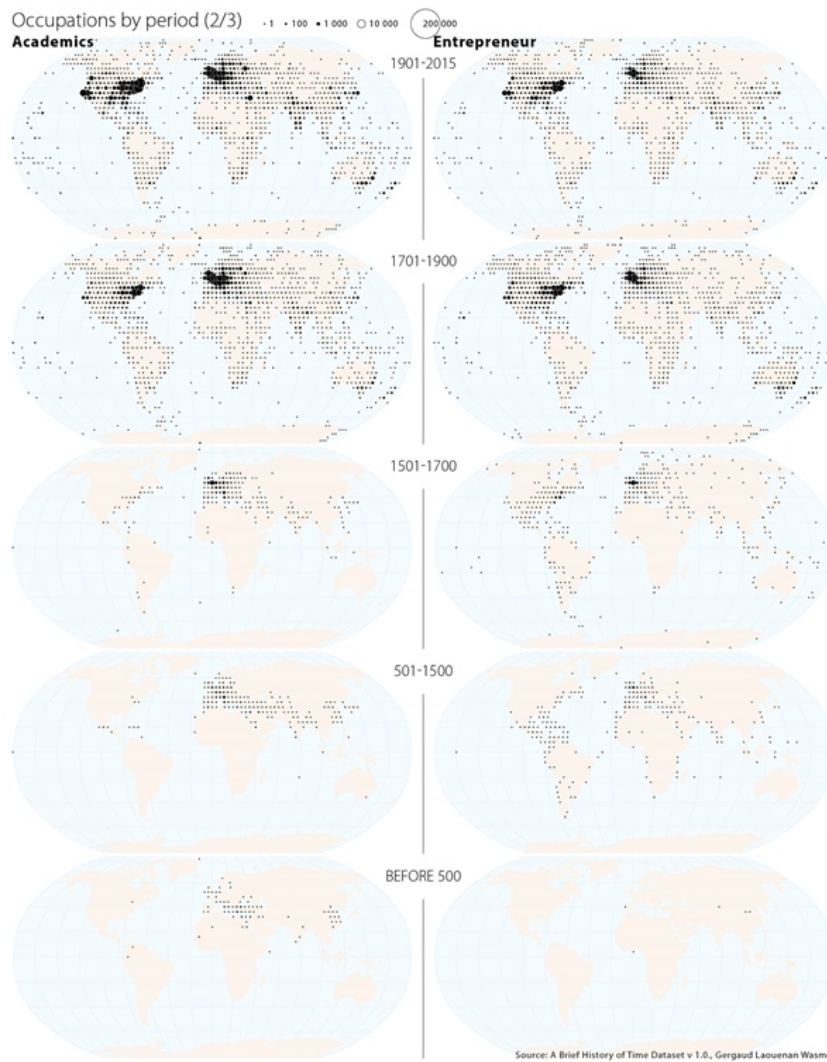 Occupations by period (2/3) · 1 · 100 • 1 000 ○ 10 000 200 000
Academics Entrepreneur
1901-2015
1701-1900
1501-1700
501-1500
BEFORE 500
Source: A Brief History of Time Dataset v 1.0., Gergaud Laouenan Wasm